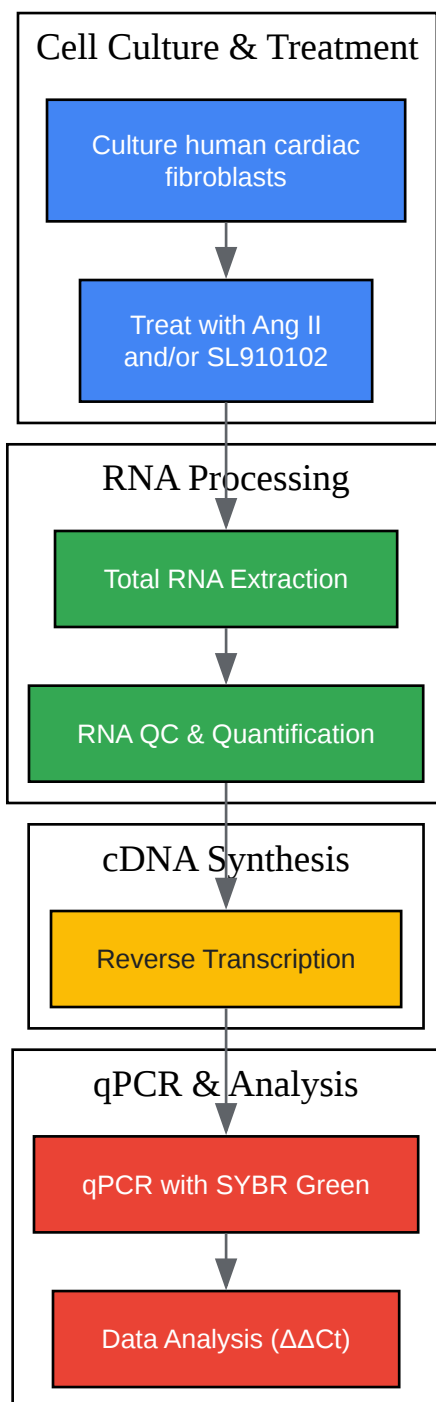 Cell Culture & Treatment
Culture human cardiac
fibroblasts
Treat with Ang II
and/or SL910102
RNA Processing
Total RNA Extraction
RNA QC & Quantification
cDNA Synthesis
Reverse Transcription
qPCR & Analysis
qPCR with SYBR Green
Data Analysis (ΔΔCt)